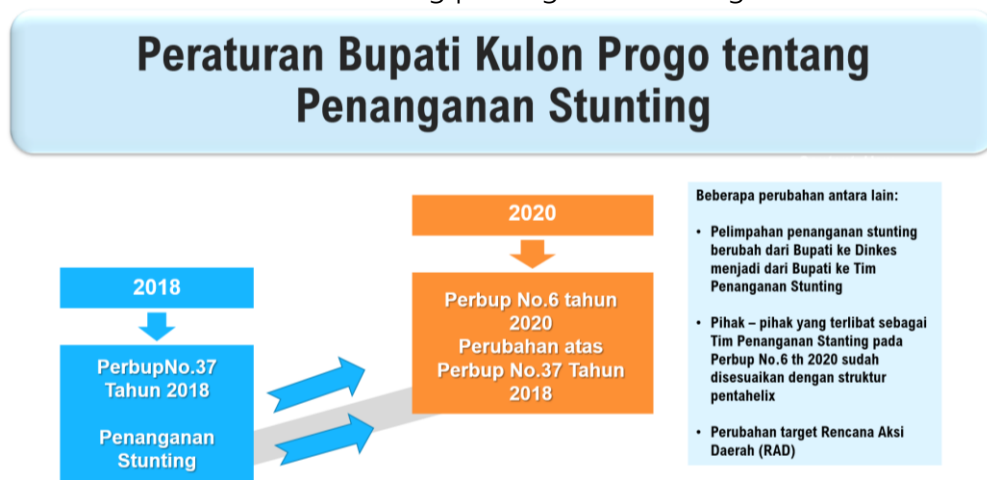 Peraturan Bupati Kulon Progo tentang
Penanganan Stunting
2018
PerbupNo.37
Tahun 2018
Penanganan
Stunting
2020
Perbup No.6 tahun
2020
Perubahan atas
Perbup No.37 Tahun
2018
Beberapa perubahan antara lain:
• Pelimpahan penanganan stunting
berubah dari Bupati ke Dinkes
menjadi dari Bupati ke Tim
Penanganan Stunting
• Pihak – pihak yang terlibat sebagai
Tim Penanganan Stanting pada
Perbup No.6 th 2020 sudah
disesuaikan dengan struktur
pentahelix
• Perubahan target Rencana Aksi
Daerah (RAD)